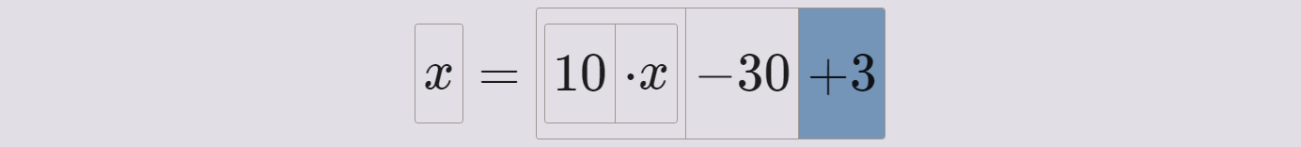 x = 10 ·x −30 +3